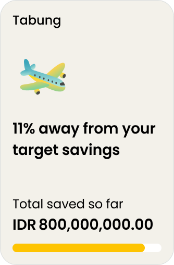 Tabung
11% away from your
target savings
Total saved so far
IDR 800,000,000.00